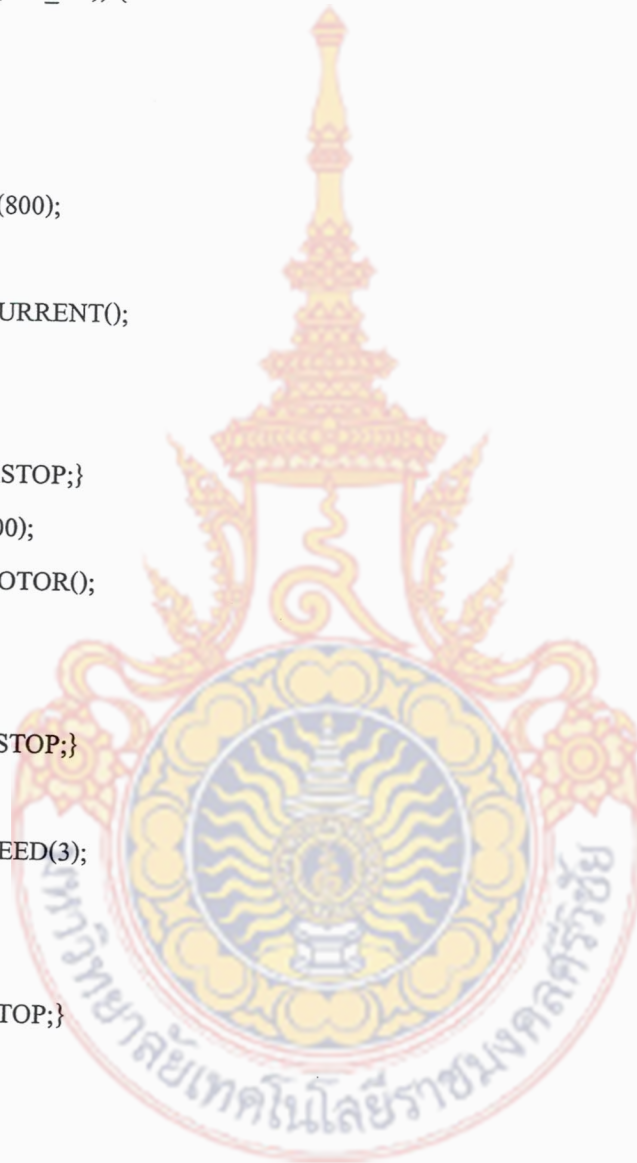 (800);
URRENT();
STOP;}
00);
OTOR();
STOP;}
EED(3);
TOP;}
มหาวิทยาลัยเทคโนโลยีราชมงคลศรีวิชัย